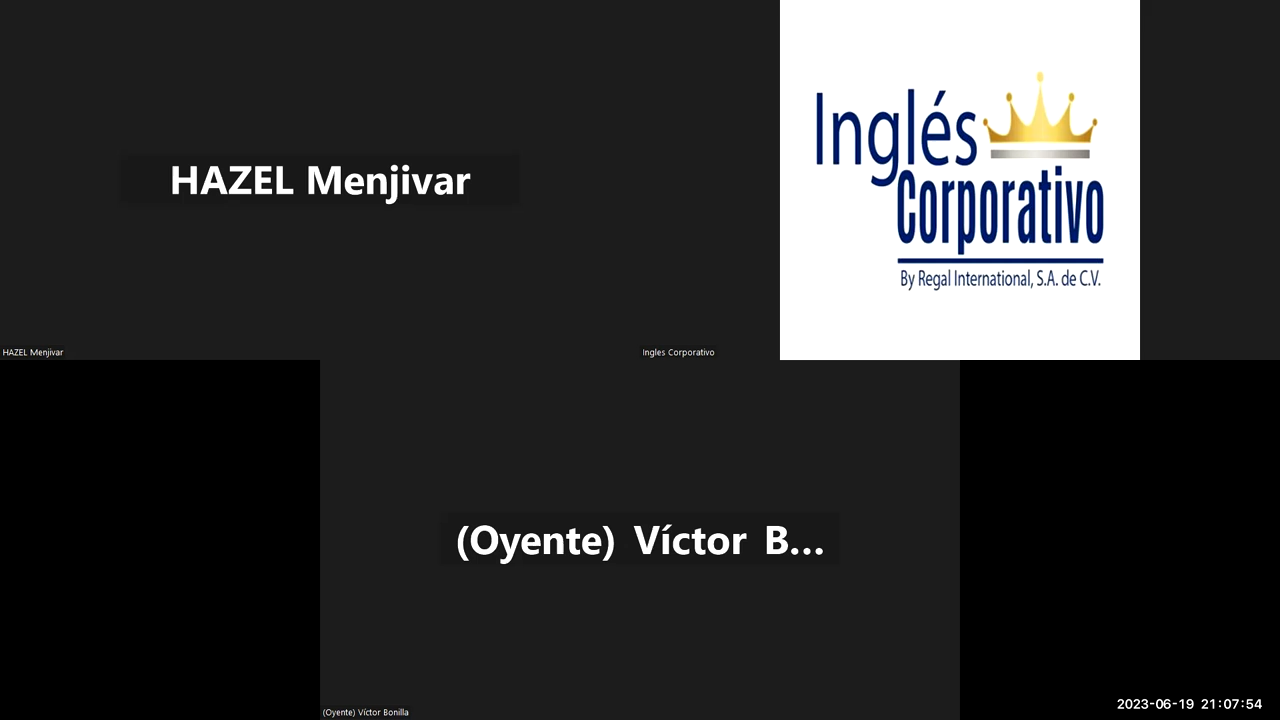 HAZEL Menjivar
Inglés
Corporativo
By Regal International, S.A. de C.V.
HAZEL Menjivar
Ingles Corporativo
(Oyente) Víctor B...
(Oyente) Víctor Bonilla
2023-06-19 21:07:54